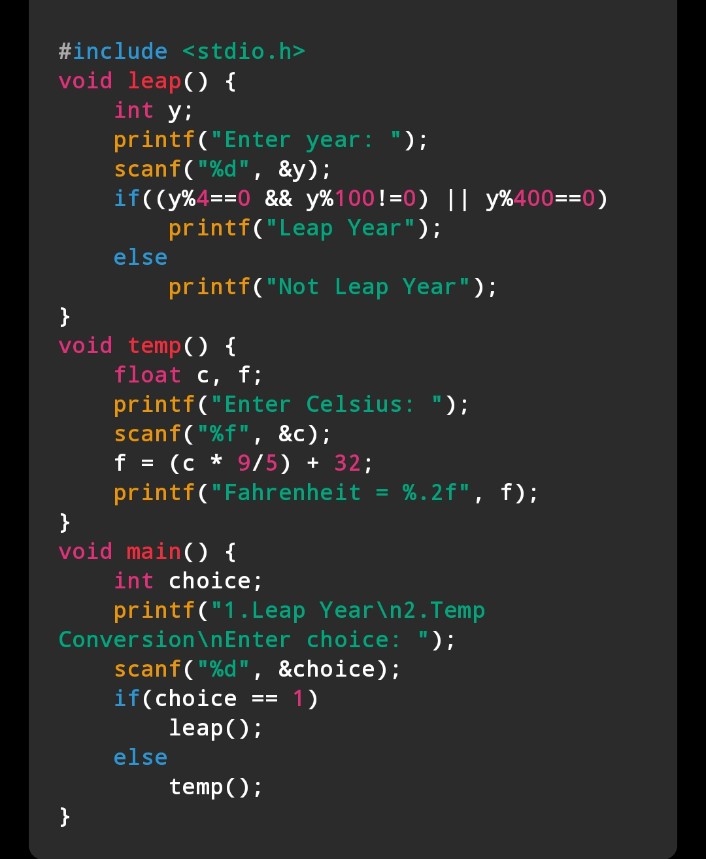 #include <stdio.h>
void leap() {
    int y;
    printf("Enter year: ");
    scanf("%d", &y);
    if((y%4==0 && y%100!=0) || y%400==0)
        printf("Leap Year");
    else
        printf("Not Leap Year");
}
void temp() {
    float c, f;
    printf("Enter Celsius: ");
    scanf("%f", &c);
    f = (c * 9/5) + 32;
    printf("Fahrenheit = %.2f", f);
}
void main() {
    int choice;
    printf("1.Leap Year\n2.Temp
Conversion\nEnter choice: ");
    scanf("%d", &choice);
    if(choice == 1)
        leap();
    else
        temp();
}